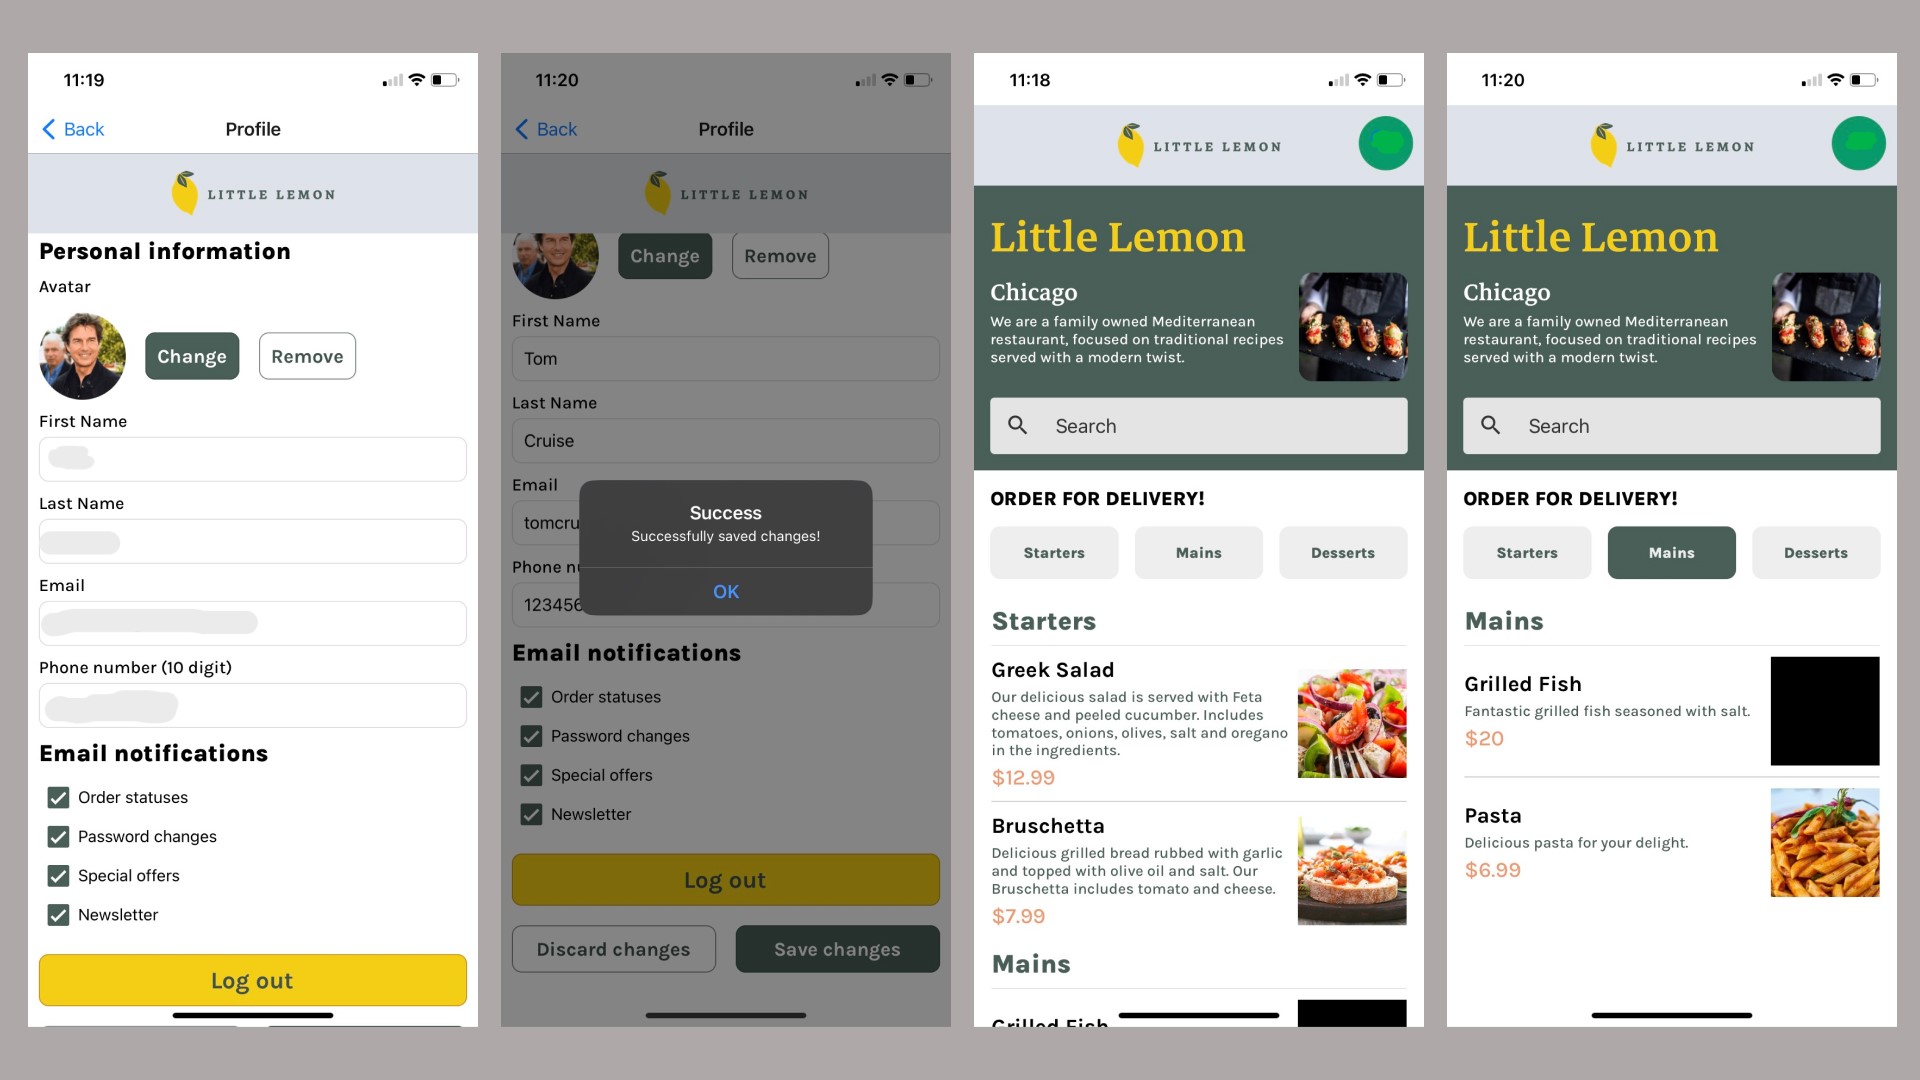 11:19
Back
Profile
LITTLE LEMON
Personal information
Avatar
Change
Remove
First Name
Last Name
Email
Phone number (10 digit)
Email notifications
Order statuses
Password changes
Special offers
Newsletter
Log out
11:20
Back
Profile
LITTLE LEMON
Change
Remove
First Name
Tom
Last Name
Cruise
Email
tomcru
Success
Successfully saved changes!
OK
Phone nu
123456
Email notifications
Order statuses
Password changes
Special offers
Newsletter
Log out
Discard changes
Save changes
11:18
LITTLE LEMON
Little Lemon
Chicago
We are a family owned Mediterranean
restaurant, focused on traditional recipes
served with a modern twist.
Search
ORDER FOR DELIVERY!
Starters
Mains
Desserts
Starters
Greek Salad
Our delicious salad is served with Feta
cheese and peeled cucumber. Includes
tomatoes, onions, olives, salt and oregano
in the ingredients.
$12.99
Bruschetta
Delicious grilled bread rubbed with garlic
and topped with olive oil and salt. Our
Bruschetta includes tomato and cheese.
$7.99
Mains
Grilled Fish
11:20
LITTLE LEMON
Little Lemon
Chicago
We are a family owned Mediterranean
restaurant, focused on traditional recipes
served with a modern twist.
Search
ORDER FOR DELIVERY!
Starters
Mains
Desserts
Mains
Grilled Fish
Fantastic grilled fish seasoned with salt.
$20
Pasta
Delicious pasta for your delight.
$6.99